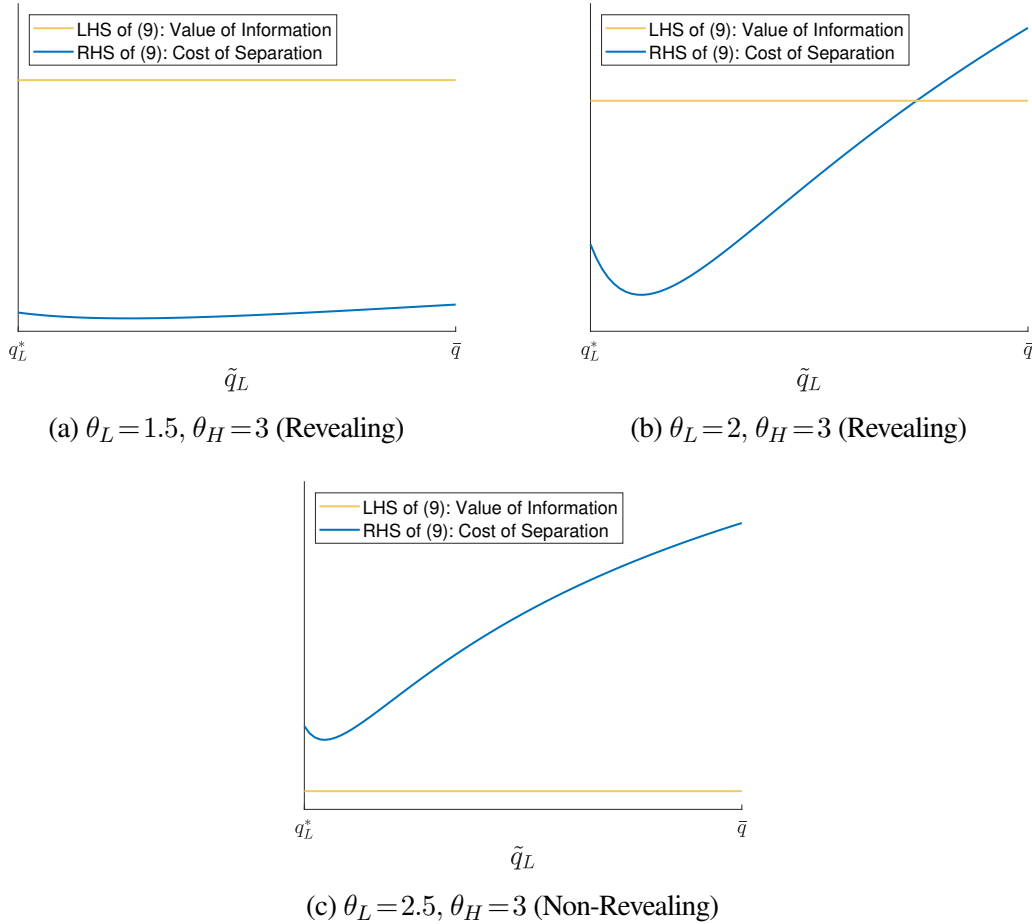 LHS of (9): Value of Information
RHS of (9): Cost of Separation
q_L^*
q̄
q̃_L
(a) θ_L = 1.5, θ_H = 3 (Revealing)
LHS of (9): Value of Information
RHS of (9): Cost of Separation
q_L^*
q̄
q̃_L
(b) θ_L = 2, θ_H = 3 (Revealing)
LHS of (9): Value of Information
RHS of (9): Cost of Separation
q_L^*
q̄
q̃_L
(c) θ_L = 2.5, θ_H = 3 (Non-Revealing)